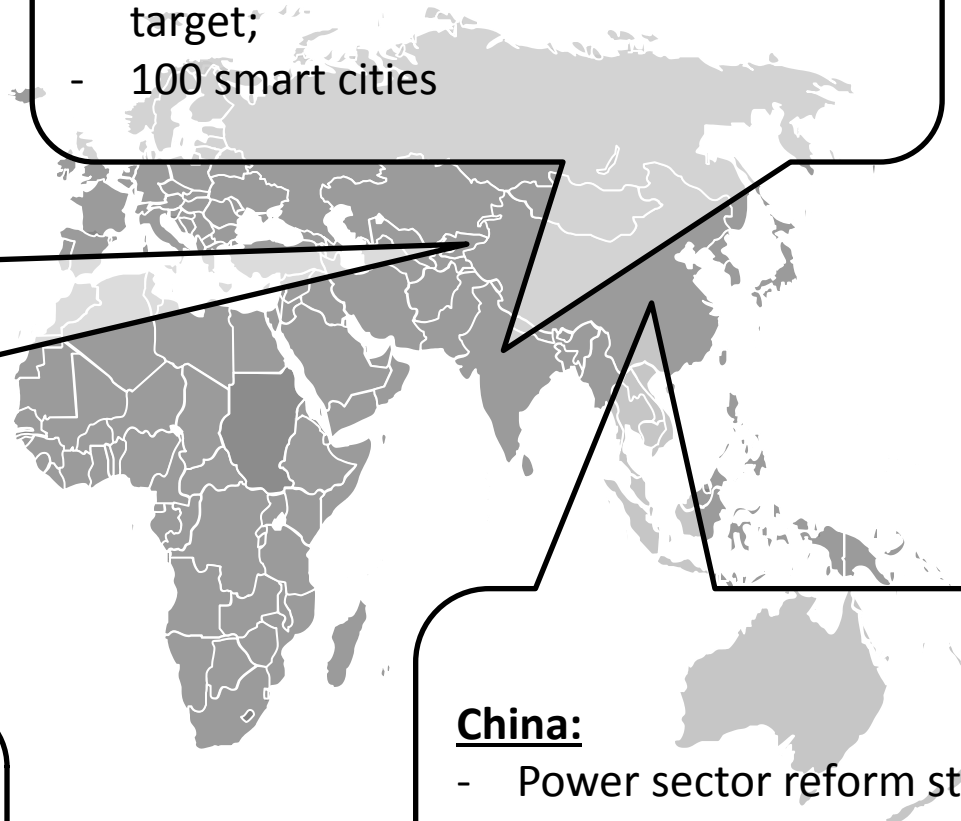 target;
- 100 smart cities
China:
- Power sector reform st